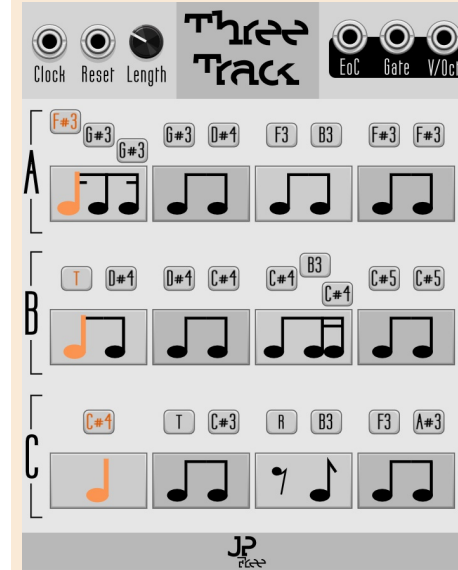 Three
Track
Clock Reset Length
EoC Gate V/Oct
A
F#3 G#3 G#3 G#3 D#4 F3 B3 F#3 F#3
B
T D#4 D#4 C#4 C#4 B3 C#4 C#5 C#5
C
C#4 T C#3 R B3 F3 A#3
JP
Tree